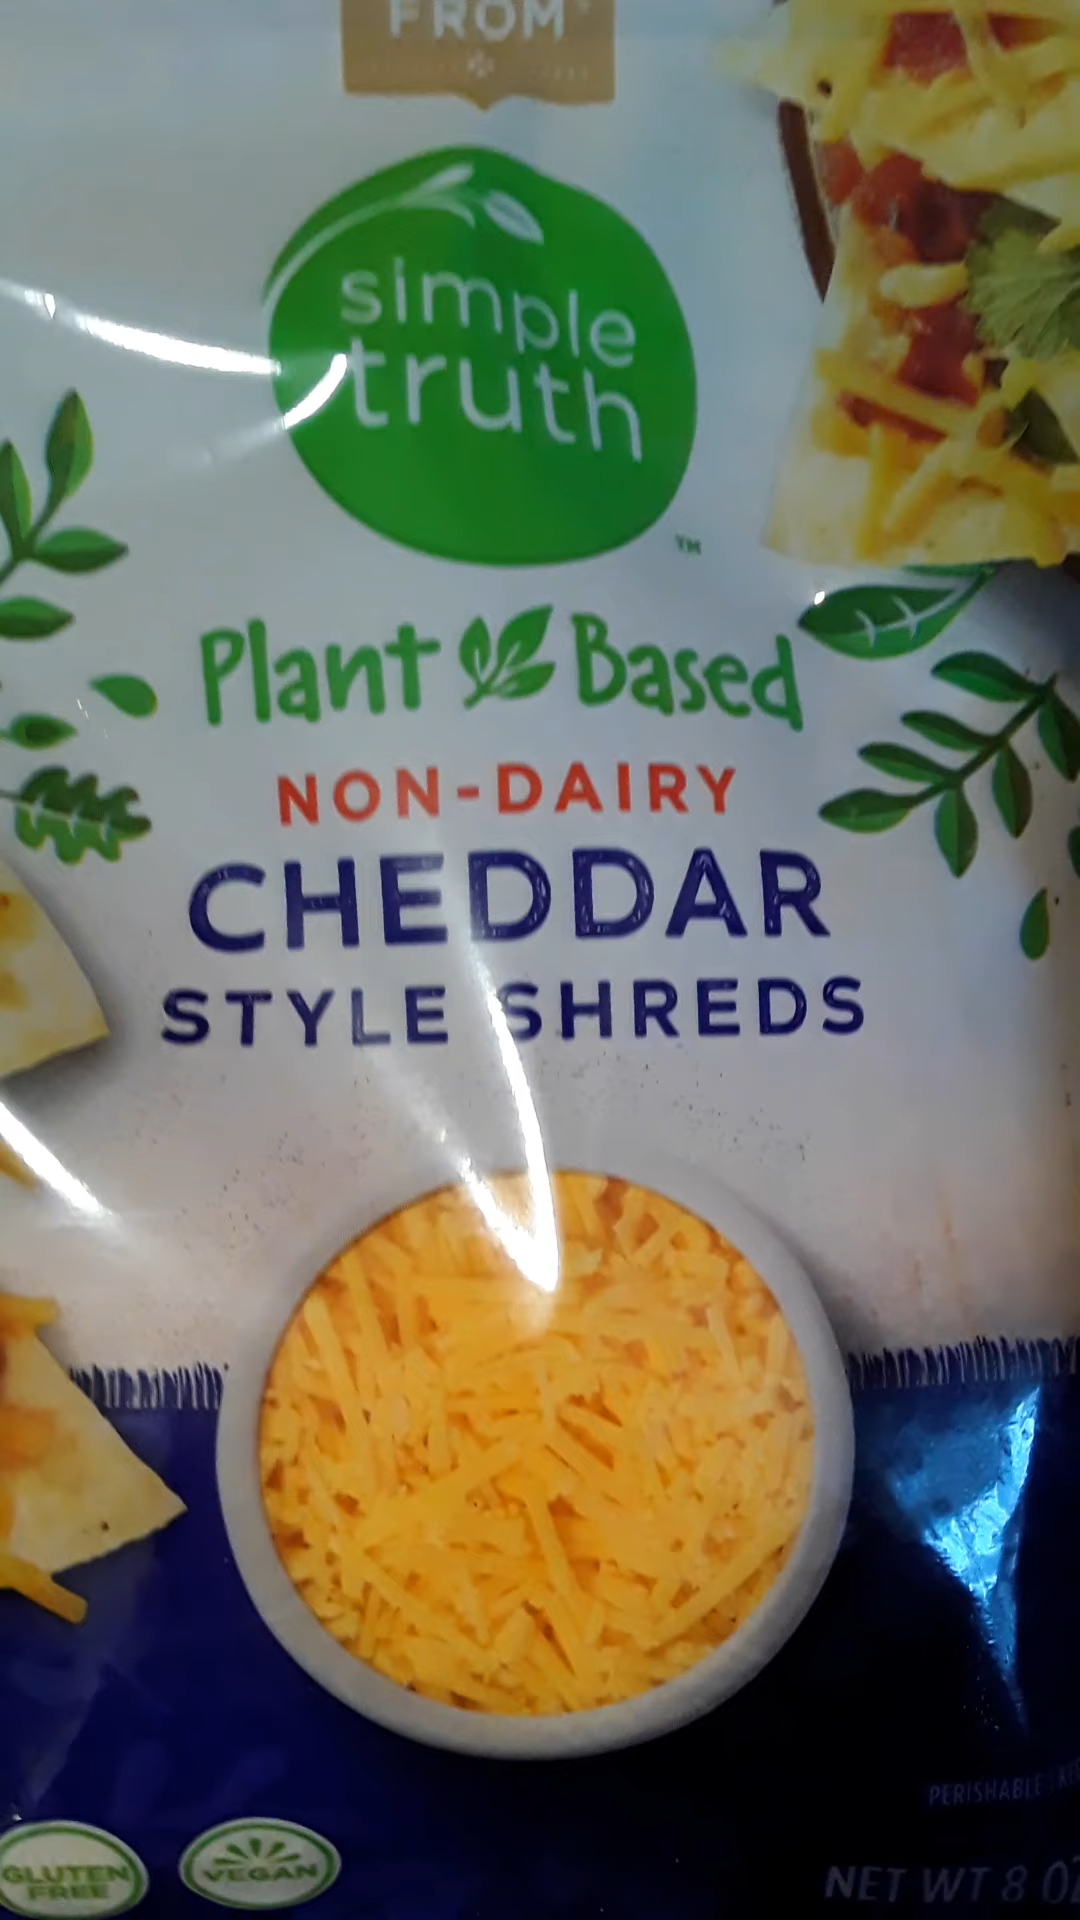 FROM
simple
truth
TM
Plant Based
NON-DAIRY
CHEDDAR
STYLE SHREDS
PERISHABLE
GLUTEN
FREE
VEGAN
NET WT 8 OZ